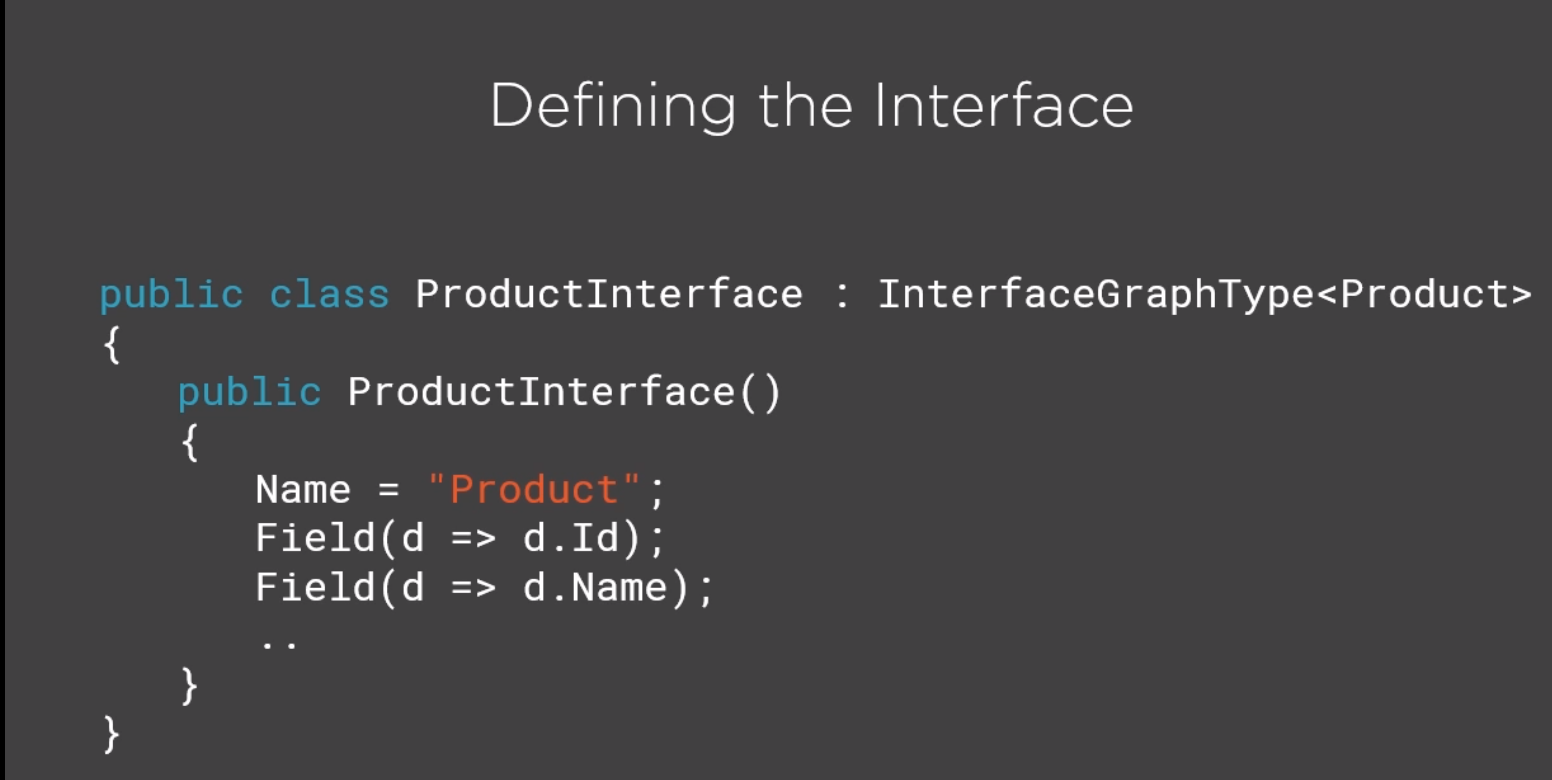 Defining the Interface
public class ProductInterface : InterfaceGraphType<Product>
{
public ProductInterface()
{
Name = "Product";
Field(d => d.Id);
Field(d => d.Name);
..
}
}